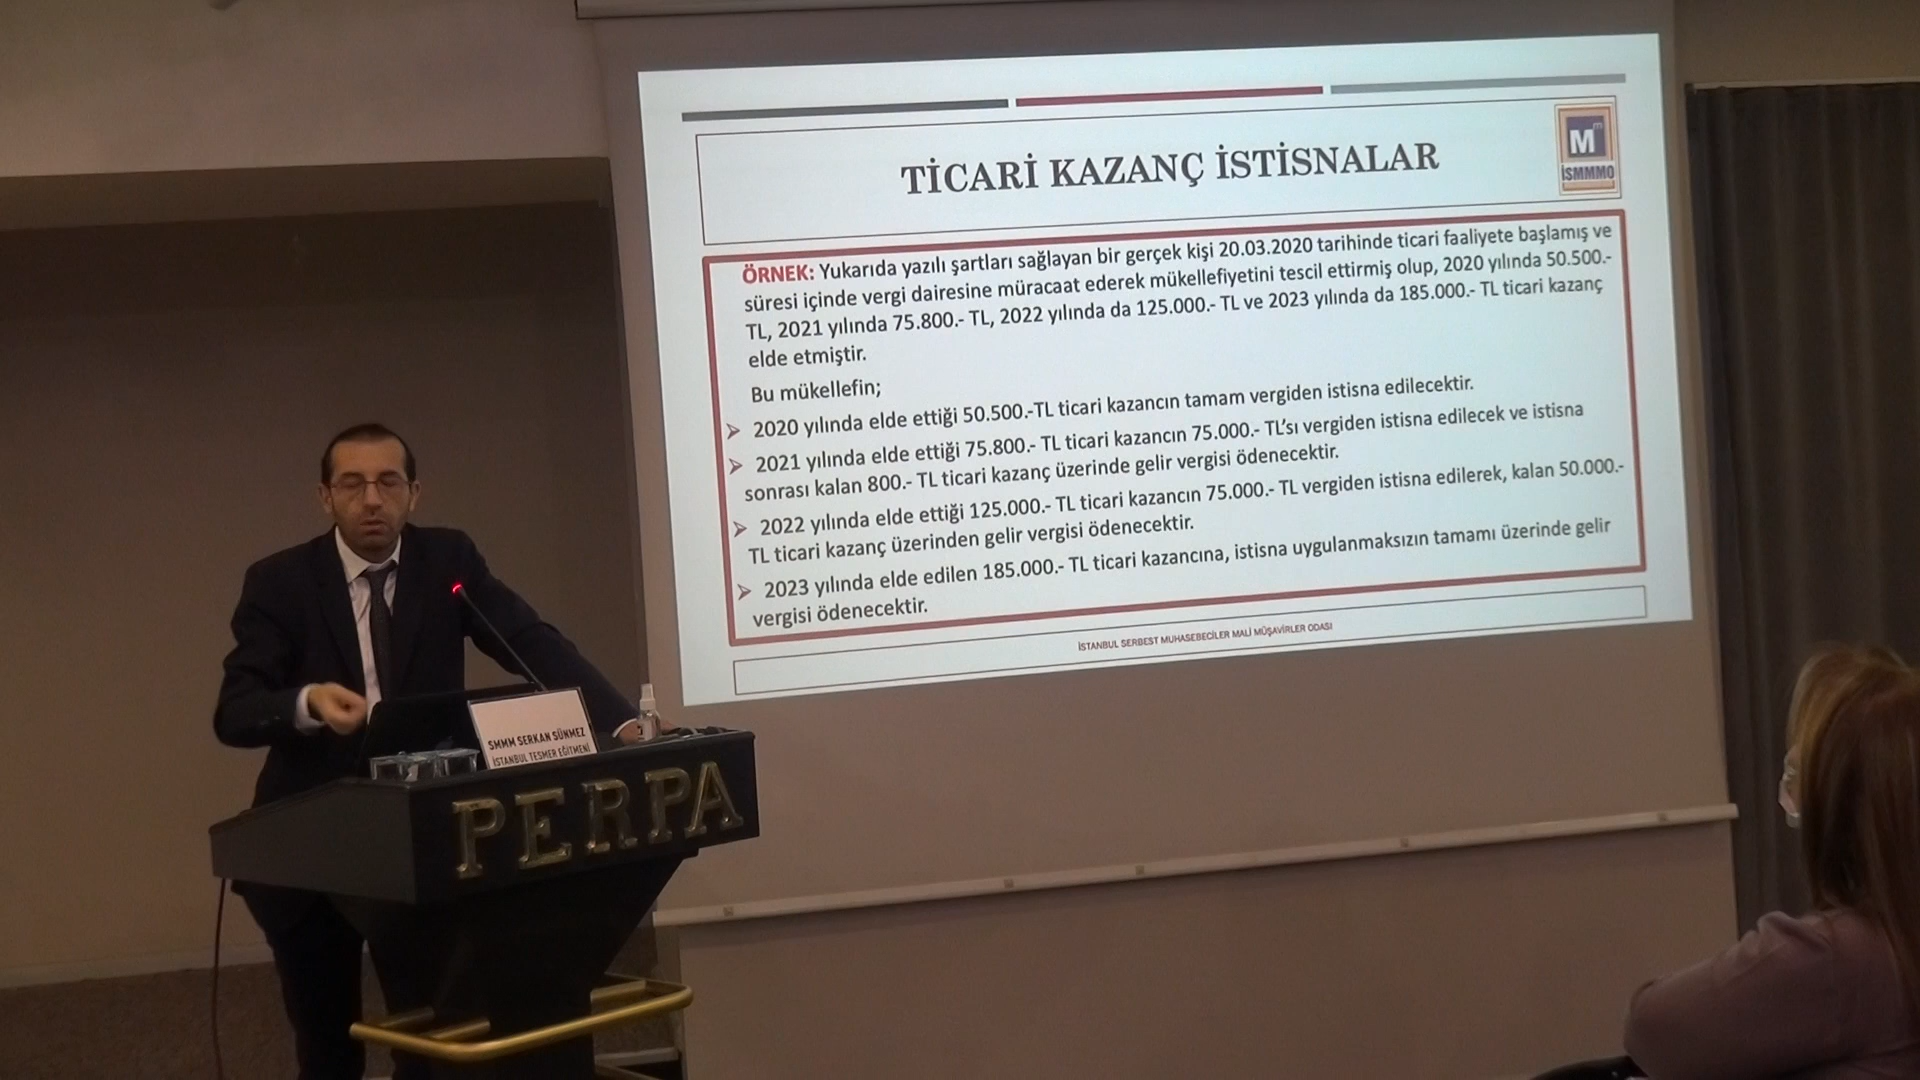 TİCARİ KAZANÇ İSTİSNALAR
Mm
İSMMMO
ÖRNEK: Yukarıda yazılı şartları sağlayan bir gerçek kişi 20.03.2020 tarihinde ticari faaliyete başlamış ve
süresi içinde vergi dairesine müracaat ederek mükellefiyetini tescil ettirmiş olup, 2020 yılında 50.500.-
TL, 2021 yılında 75.800.- TL, 2022 yılında da 125.000.- TL ve 2023 yılında da 185.000.- TL ticari kazanç
elde etmiştir.
Bu mükellefin;
➢ 2020 yılında elde ettiği 50.500.-TL ticari kazancın tamam vergiden istisna edilecektir.
➢ 2021 yılında elde ettiği 75.800.- TL ticari kazancın 75.000.- TL’sı vergiden istisna edilecek ve istisna
sonrası kalan 800.- TL ticari kazanç üzerinde gelir vergisi ödenecektir.
➢ 2022 yılında elde ettiği 125.000.- TL ticari kazancın 75.000.- TL vergiden istisna edilerek, kalan 50.000.-
TL ticari kazanç üzerinden gelir vergisi ödenecektir.
➢ 2023 yılında elde edilen 185.000.- TL ticari kazancına, istisna uygulanmaksızın tamamı üzerinde gelir
vergisi ödenecektir.
İSTANBUL SERBEST MUHASEBECİLER MALİ MÜŞAVİRLER ODASI
SMMM SERKAN SÜNMEZ
İSTANBUL TESMER EĞİTMENİ
PERPA